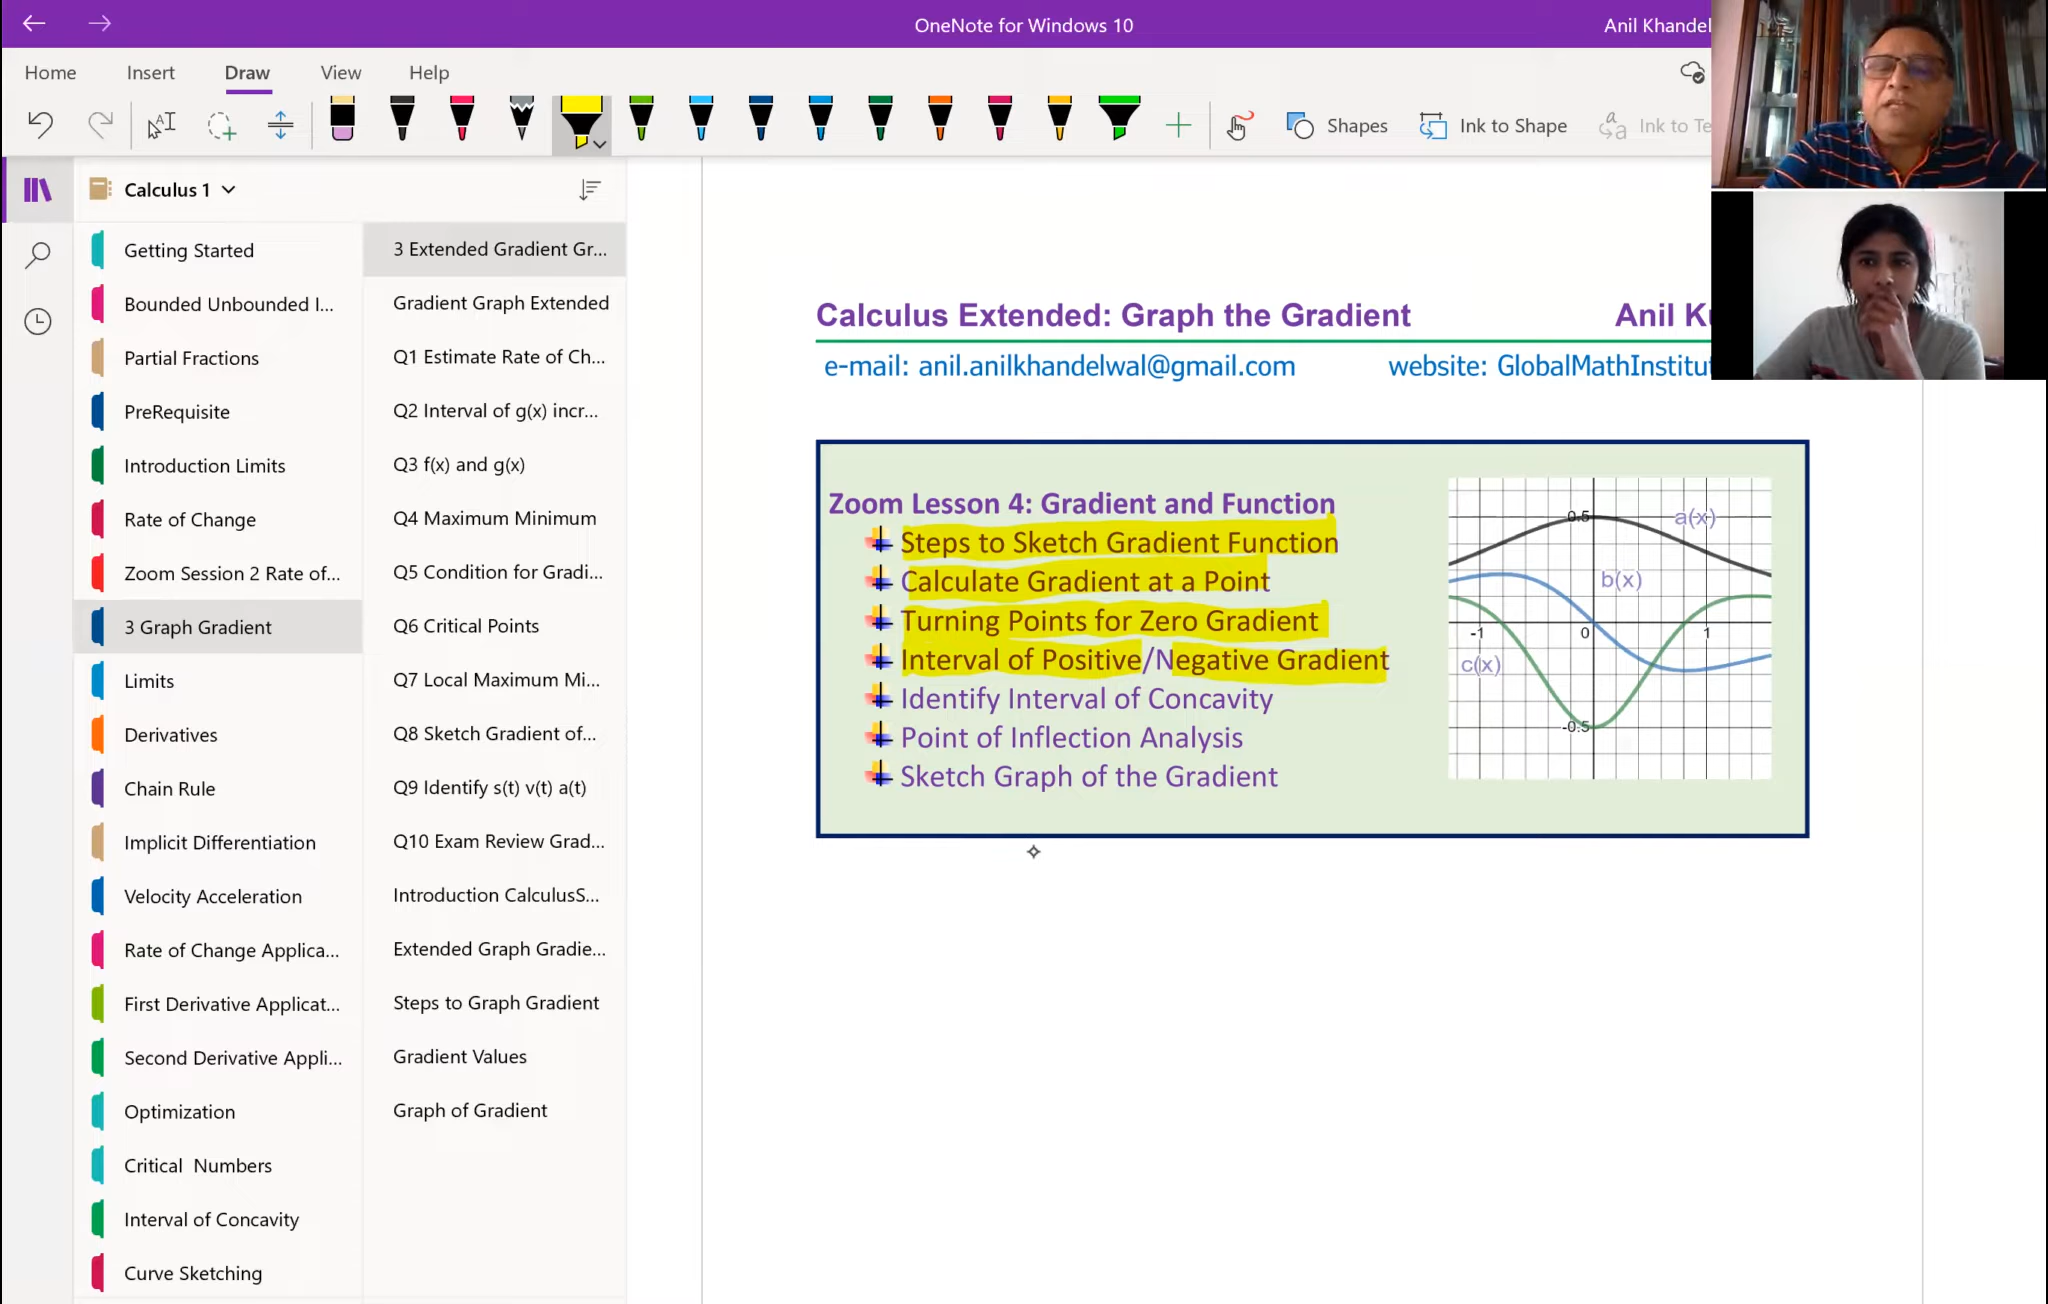 OneNote for Windows 10
Anil Khandel
Home Insert Draw View Help
Shapes Ink to Shape Ink to Te
Calculus 1
Getting Started
Bounded Unbounded I...
Partial Fractions
PreRequisite
Introduction Limits
Rate of Change
Zoom Session 2 Rate of...
3 Graph Gradient
Limits
Derivatives
Chain Rule
Implicit Differentiation
Velocity Acceleration
Rate of Change Applica...
First Derivative Applicat...
Second Derivative Appli...
Optimization
Critical Numbers
Interval of Concavity
Curve Sketching
3 Extended Gradient Gr...
Gradient Graph Extended
Q1 Estimate Rate of Ch...
Q2 Interval of g(x) incr...
Q3 f(x) and g(x)
Q4 Maximum Minimum
Q5 Condition for Gradi...
Q6 Critical Points
Q7 Local Maximum Mi...
Q8 Sketch Gradient of...
Q9 Identify s(t) v(t) a(t)
Q10 Exam Review Grad...
Introduction CalculusS...
Extended Graph Gradie...
Steps to Graph Gradient
Gradient Values
Graph of Gradient
Calculus Extended: Graph the Gradient Anil K
e-mail: anil.anilkhandelwal@gmail.com website: GlobalMathInstitut
Zoom Lesson 4: Gradient and Function
Steps to Sketch Gradient Function
Calculate Gradient at a Point
Turning Points for Zero Gradient
Interval of Positive/Negative Gradient
Identify Interval of Concavity
Point of Inflection Analysis
Sketch Graph of the Gradient
0.5 a(x)
b(x)
-1 0 1
c(x)
-0.5